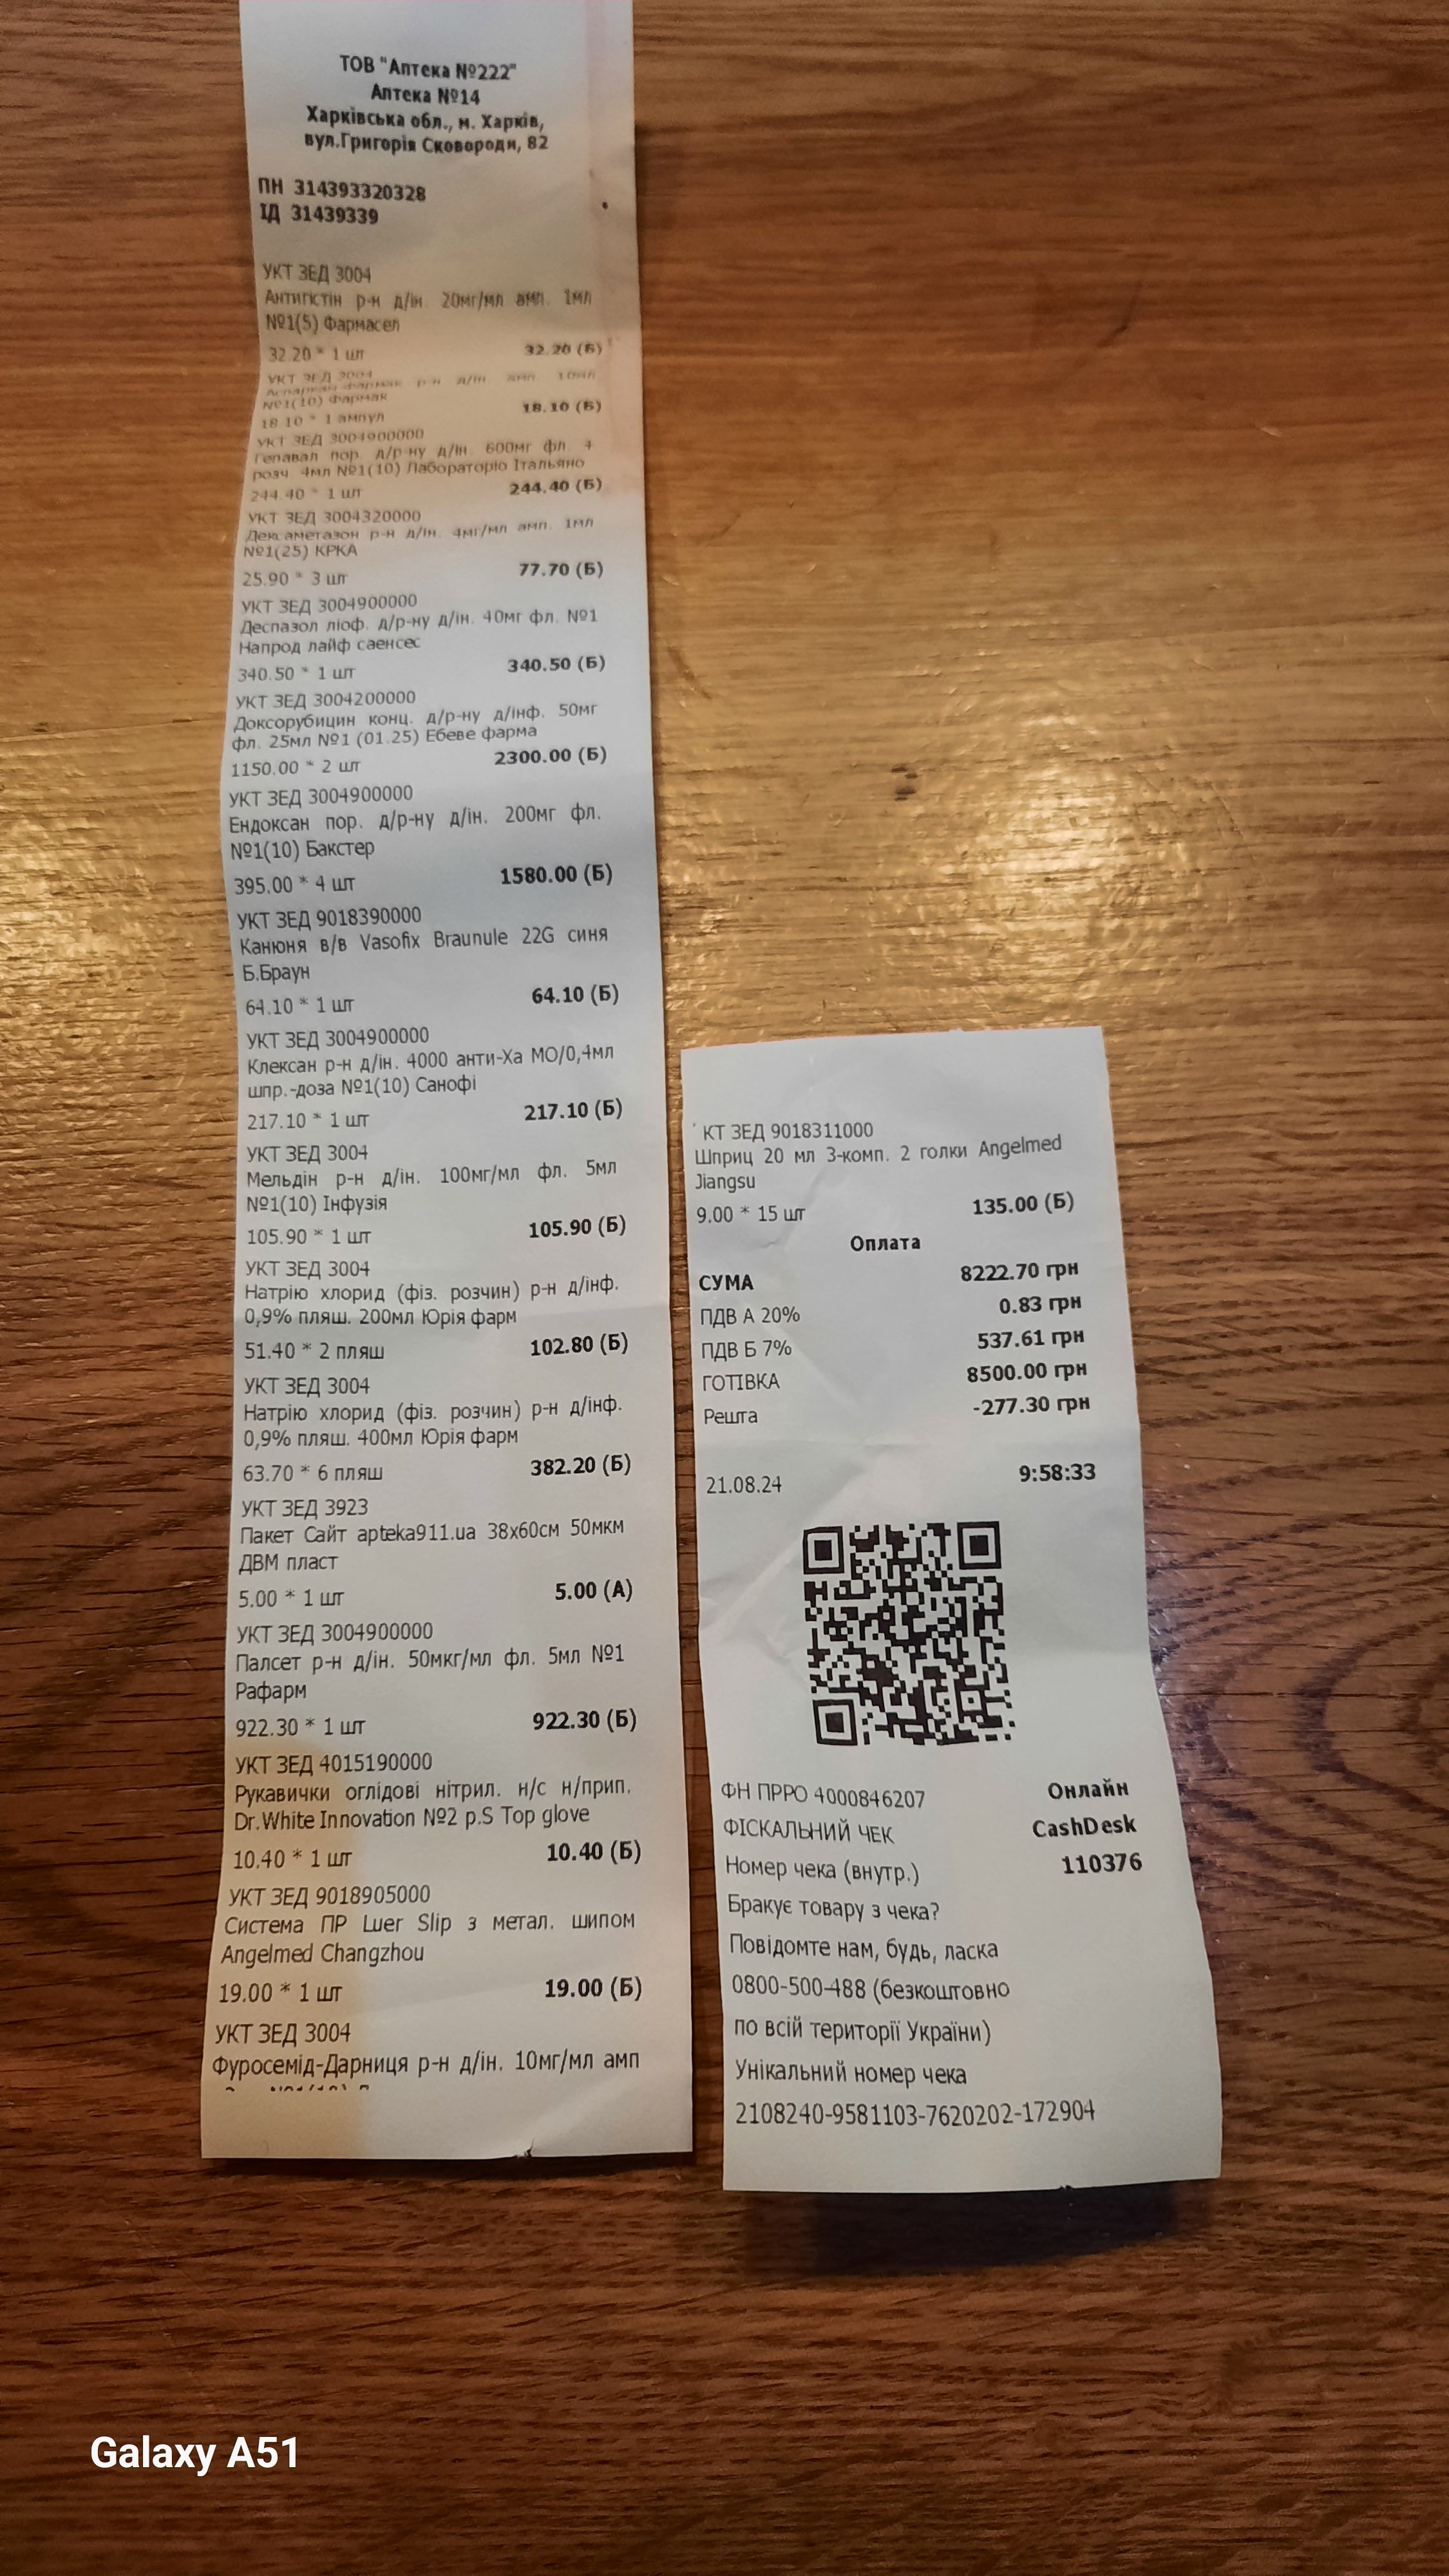 ТОВ "Аптека №222"
Аптека №14
Харківська обл., м. Харків,
вул.Григорія Сковороди, 82
ПН 314393320328
ІД 31439339
УКТ ЗЕД 3004
Антигістін р-н д/ін. 20мг/мл амп. 1мл
№1(5) Фармасел
32.20 * 1 шт 32.20 (Б)
УКТ ЗЕД 3004
Аспаркам-Фармак р-н д/ін. амп. 10мл
№1(10) Фармак
18.10 * 1 ампул 18.10 (Б)
УКТ ЗЕД 3004900000
Гепавал пор. д/р-ну д/ін. 600мг фл. +
розч. 4мл №1(10) Лабораторіо Італьяно
244.40 * 1 шт 244.40 (Б)
УКТ ЗЕД 3004320000
Дексаметазон р-н д/ін. 4мг/мл амп. 1мл
№1(25) КРКА
25.90 * 3 шт 77.70 (Б)
УКТ ЗЕД 3004900000
Деспазол ліоф. д/р-ну д/ін. 40мг фл. №1
Напрод лайф саенсес
340.50 * 1 шт 340.50 (Б)
УКТ ЗЕД 3004200000
Доксорубицин конц. д/р-ну д/інф. 50мг
фл. 25мл №1 (01.25) Ебеве фарма
1150.00 * 2 шт 2300.00 (Б)
УКТ ЗЕД 3004900000
Ендоксан пор. д/р-ну д/ін. 200мг фл.
№1(10) Бакстер
395.00 * 4 шт 1580.00 (Б)
УКТ ЗЕД 9018390000
Канюня в/в Vasofix Braunule 22G синя
Б.Браун
64.10 * 1 шт 64.10 (Б)
УКТ ЗЕД 3004900000
Клексан р-н д/ін. 4000 анти-Ха МО/0,4мл
шпр.-доза №1(10) Санофі
217.10 * 1 шт 217.10 (Б)
УКТ ЗЕД 3004
Мельдін р-н д/ін. 100мг/мл фл. 5мл
№1(10) Інфузія
105.90 * 1 шт 105.90 (Б)
УКТ ЗЕД 3004
Натрію хлорид (фіз. розчин) р-н д/інф.
0,9% пляш. 200мл Юрія фарм
51.40 * 2 пляш 102.80 (Б)
УКТ ЗЕД 3004
Натрію хлорид (фіз. розчин) р-н д/інф.
0,9% пляш. 400мл Юрія фарм
63.70 * 6 пляш 382.20 (Б)
УКТ ЗЕД 3923
Пакет Сайт apteka911.ua 38х60см 50мкм
ДВМ пласт
5.00 * 1 шт 5.00 (А)
УКТ ЗЕД 3004900000
Палсет р-н д/ін. 50мкг/мл фл. 5мл №1
Рафарм
922.30 * 1 шт 922.30 (Б)
УКТ ЗЕД 4015190000
Рукавички оглідові нітрил. н/с н/прип.
Dr.White Innovation №2 р.S Top glove
10.40 * 1 шт 10.40 (Б)
УКТ ЗЕД 9018905000
Система ПР Luer Slip з метал. шипом
Angelmed Changzhou
19.00 * 1 шт 19.00 (Б)
УКТ ЗЕД 3004
Фуросемід-Дарниця р-н д/ін. 10мг/мл амп
КТ ЗЕД 9018311000
Шприц 20 мл 3-комп. 2 голки Angelmed
Jiangsu
9.00 * 15 шт 135.00 (Б)
Оплата
СУМА 8222.70 грн
ПДВ А 20% 0.83 грн
ПДВ Б 7% 537.61 грн
ГОТІВКА 8500.00 грн
Решта -277.30 грн
21.08.24 9:58:33
ФН ПРРО 4000846207 Онлайн
ФІСКАЛЬНИЙ ЧЕК CashDesk
Номер чека (внутр.) 110376
Бракує товару з чека?
Повідомте нам, будь, ласка
0800-500-488 (безкоштовно
по всій території України)
Унікальний номер чека
2108240-9581103-7620202-172904
Galaxy A51